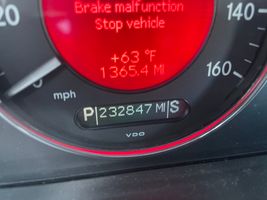 Brake malfunction
Stop vehicle
+63 °F
1365.4 MI
20
140
160
mph
P 232847 MI S
VDO